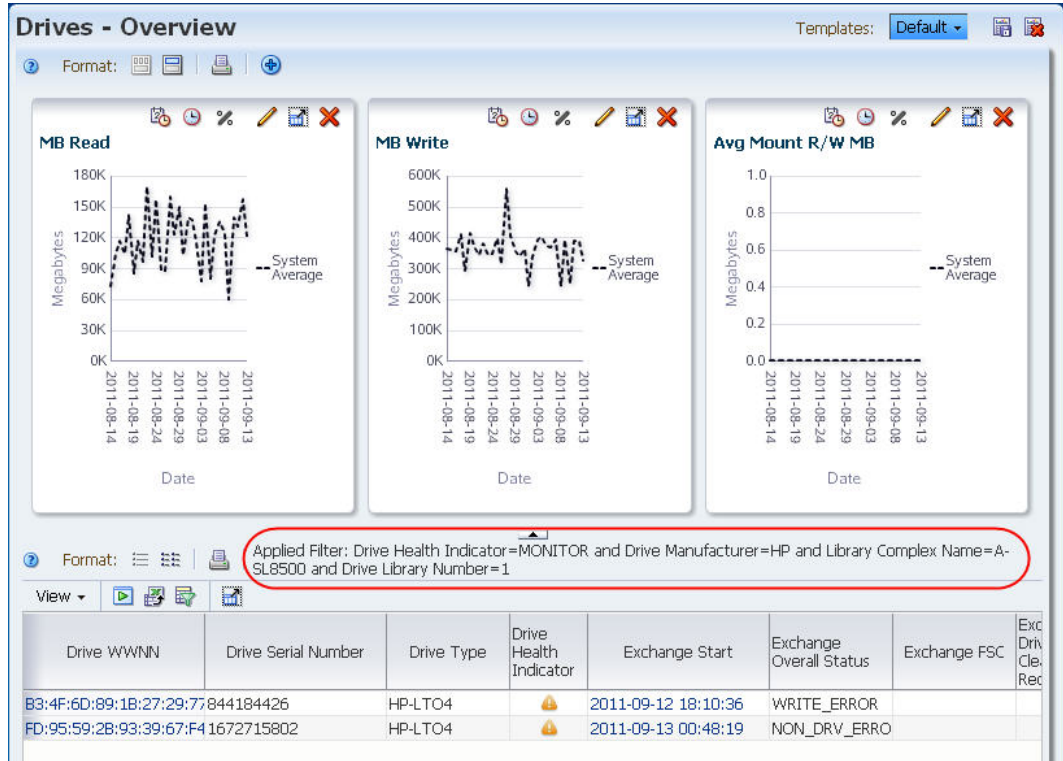 Drives - Overview
Templates: Default
Format:
MB Read
180K
150K
120K
90K
60K
30K
0K
Megabytes
2011-08-14
2011-08-19
2011-08-24
2011-08-29
2011-09-03
2011-09-08
2011-09-13
Date
System
Average
MB Write
600K
500K
400K
300K
200K
100K
0K
Megabytes
2011-08-14
2011-08-19
2011-08-24
2011-08-29
2011-09-03
2011-09-08
2011-09-13
Date
System
Average
Avg Mount R/W MB
1.0
0.8
0.6
0.4
0.2
0.0
Megabytes
2011-08-14
2011-08-19
2011-08-24
2011-08-29
2011-09-03
2011-09-08
2011-09-13
Date
System
Average
Format:
Applied Filter: Drive Health Indicator=MONITOR and Drive Manufacturer=HP and Library Complex Name=A-
SL8500 and Drive Library Number=1
View
Drive WWNN
Drive Serial Number
Drive Type
Drive
Health
Indicator
Exchange Start
Exchange
Overall Status
Exchange FSC
Exc
Driv
Cle
Rec
B3:4F:6D:89:1B:27:29:77 844184426 HP-LTO4 2011-09-12 18:10:36 WRITE_ERROR
FD:95:59:2B:93:39:67:F4 1672715802 HP-LTO4 2011-09-13 00:48:19 NON_DRV_ERRO